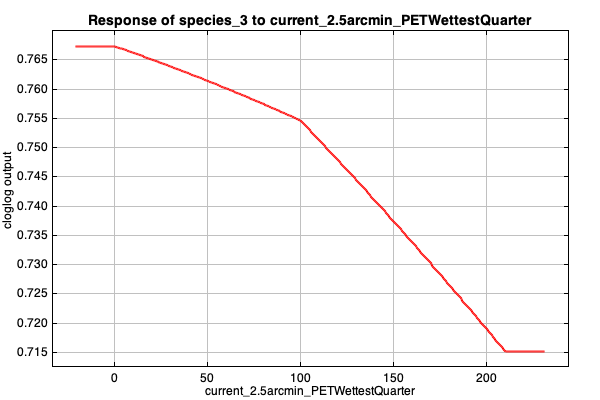 Response of species_3 to current_2.5arcmin_PETWettestQuarter
0.765
0.760
0.755
0.750
0.745
0.740
0.735
0.730
0.725
0.720
0.715
cloglog output
0 50 100 150 200
current_2.5arcmin_PETWettestQuarter